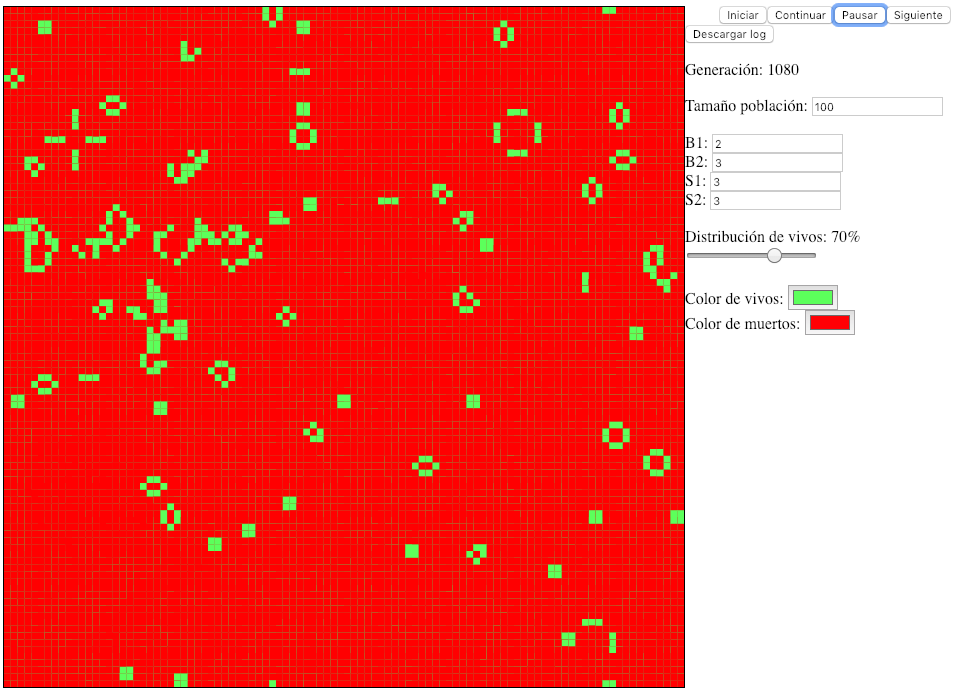 Iniciar Continuar Pausar Siguiente
Descargar log
Generación: 1080
Tamaño población: 100
B1: 2
B2: 3
S1: 3
S2: 3
Distribución de vivos: 70%
Color de vivos:
Color de muertos: